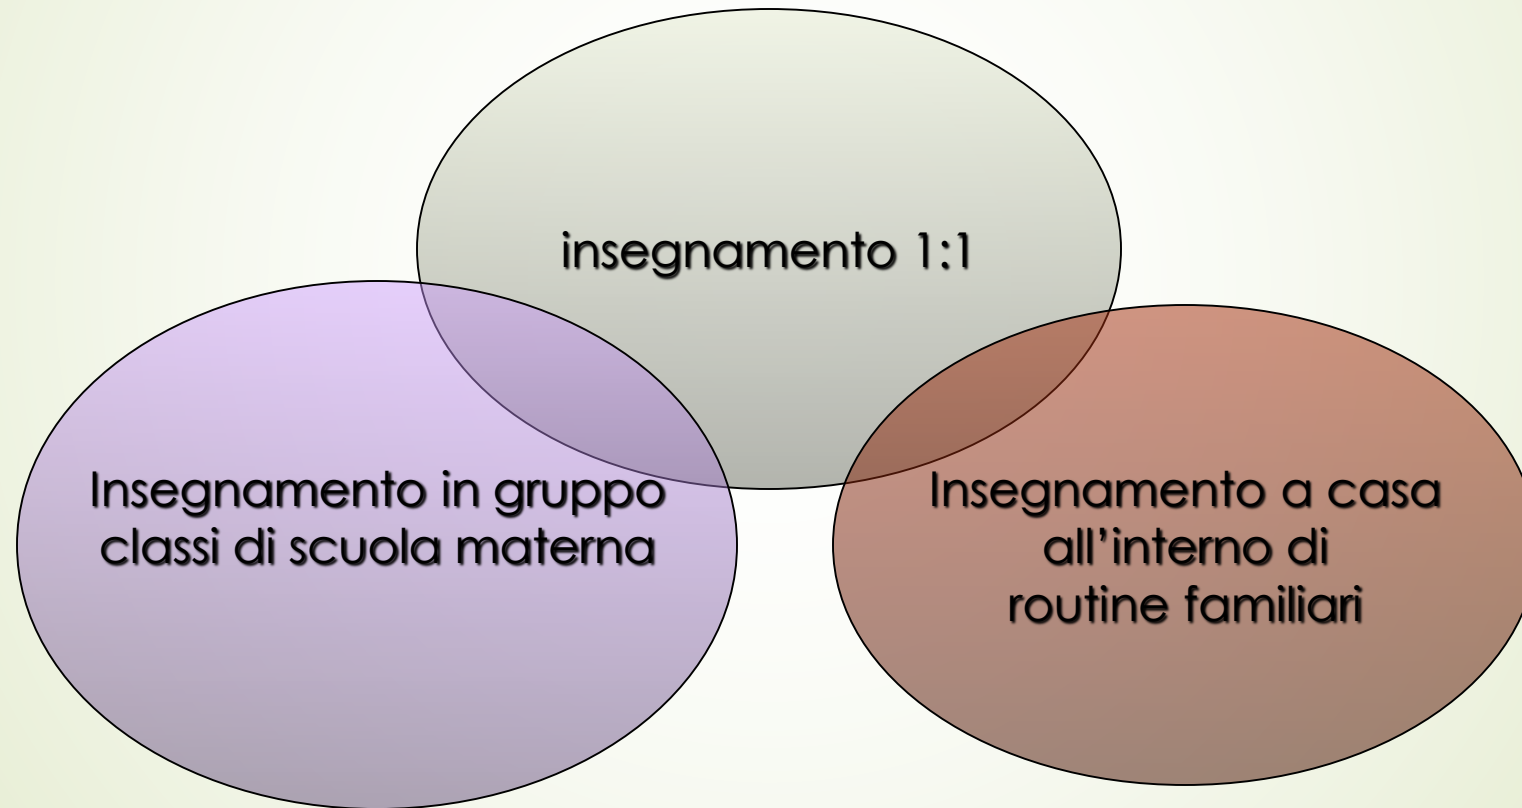 insegnamento 1:1
Insegnamento in gruppo
classi di scuola materna
Insegnamento a casa
all’interno di
routine familiari